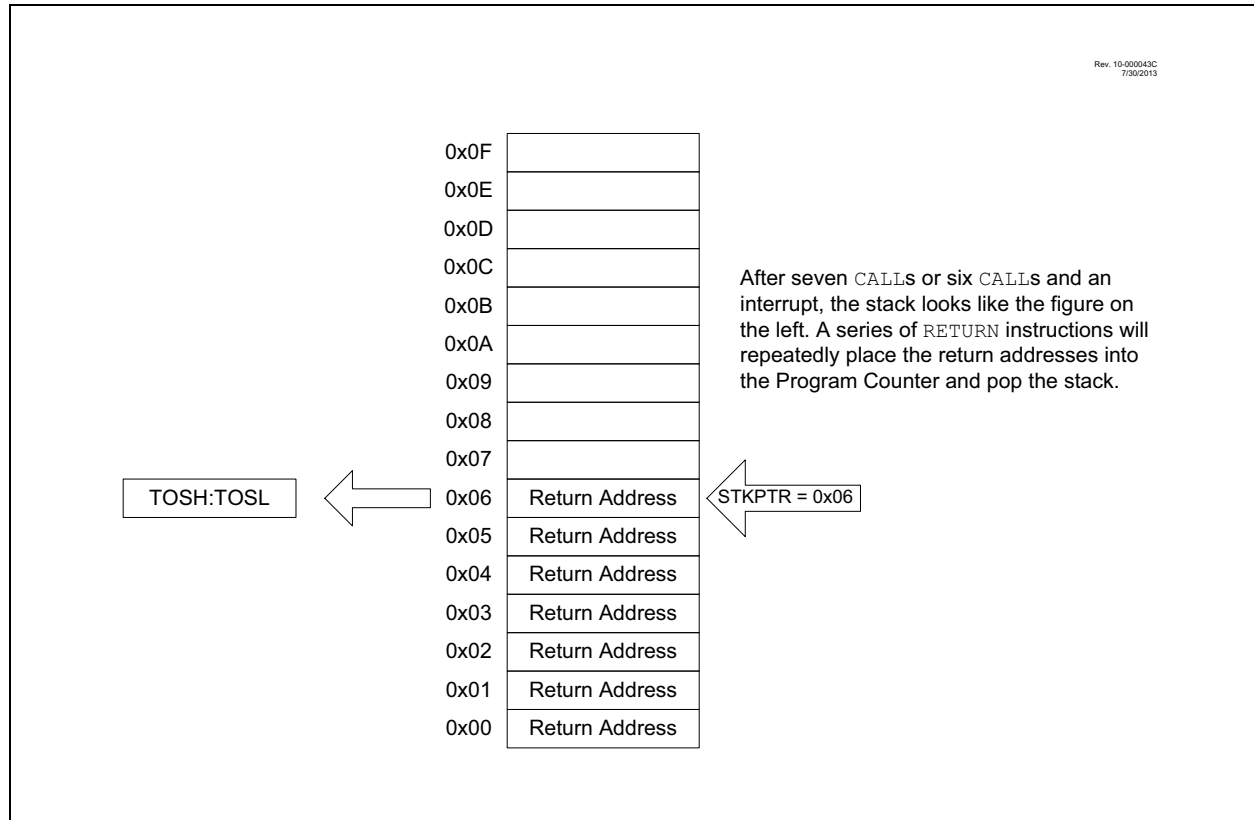 Rev. 10-000043C
7/30/2013
0x0F
0x0E
0x0D
0x0C
0x0B
0x0A
0x09
0x08
0x07
After seven CALLs or six CALLs and an
interrupt, the stack looks like the figure on
the left. A series of RETURN instructions will
repeatedly place the return addresses into
the Program Counter and pop the stack.
TOSH:TOSL 0x06 Return Address STKPTR = 0x06
0x05 Return Address
0x04 Return Address
0x03 Return Address
0x02 Return Address
0x01 Return Address
0x00 Return Address